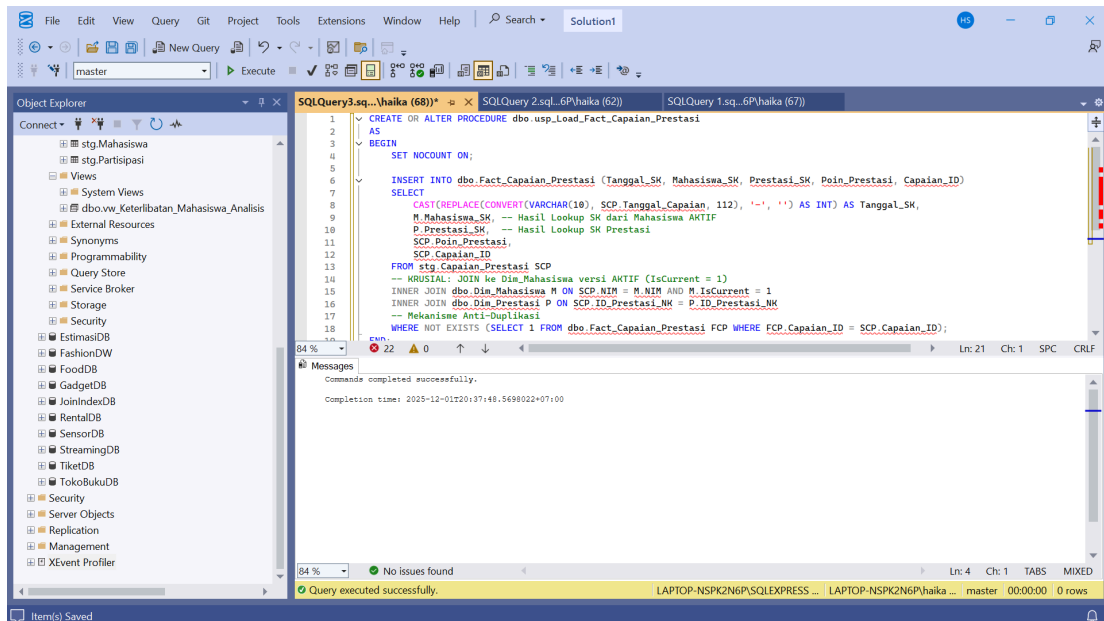 File Edit View Query Git Project Tools Extensions Window Help Search Solution1 HS
New Query
master Execute
Object Explorer
Connect
stg.Mahasiswa
stg.Partisipasi
Views
System Views
dbo.vw_Keterlibatan_Mahasiswa_Analisis
External Resources
Synonyms
Programmability
Query Store
Service Broker
Storage
Security
EstimasiDB
FashionDW
FoodDB
GadgetDB
JoinIndexDB
RentalDB
SensorDB
StreamingDB
TiketDB
TokoBukuDB
Security
Server Objects
Replication
Management
XEvent Profiler
SQLQuery3.sq...\haika (68))* SQLQuery 2.sql...6P\haika (62)) SQLQuery 1.sq...6P\haika (67))
1 CREATE OR ALTER PROCEDURE dbo.usp_Load_Fact_Capaian_Prestasi
2 AS
3 BEGIN
4 SET NOCOUNT ON;
5
6 INSERT INTO dbo.Fact_Capaian_Prestasi (Tanggal_SK, Mahasiswa_SK, Prestasi_SK, Poin_Prestasi, Capaian_ID)
7 SELECT
8 CAST(REPLACE(CONVERT(VARCHAR(10), SCP.Tanggal_Capaian, 112), '-', '') AS INT) AS Tanggal_SK,
9 M.Mahasiswa_SK, -- Hasil Lookup SK dari Mahasiswa AKTIF
10 P.Prestasi_SK, -- Hasil Lookup SK Prestasi
11 SCP.Poin_Prestasi,
12 SCP.Capaian_ID
13 FROM stg.Capaian_Prestasi SCP
14 -- KRUSIAL: JOIN ke Dim_Mahasiswa versi AKTIF (IsCurrent = 1)
15 INNER JOIN dbo.Dim_Mahasiswa M ON SCP.NIM = M.NIM AND M.IsCurrent = 1
16 INNER JOIN dbo.Dim_Prestasi P ON SCP.ID_Prestasi_NK = P.ID_Prestasi_NK
17 -- Mekanisme Anti-Duplikasi
18 WHERE NOT EXISTS (SELECT 1 FROM dbo.Fact_Capaian_Prestasi FCP WHERE FCP.Capaian_ID = SCP.Capaian_ID);
19 END;
84 % 22 0 Ln: 21 Ch: 1 SPC CRLF
Messages
Commands completed successfully.
Completion time: 2025-12-01T20:37:48.5698022+07:00
84 % No issues found Ln: 4 Ch: 1 TABS MIXED
Query executed successfully. LAPTOP-NSPK2N6P\SQLEXPRESS ... LAPTOP-NSPK2N6P\haika ... master 00:00:00 0 rows
Item(s) Saved